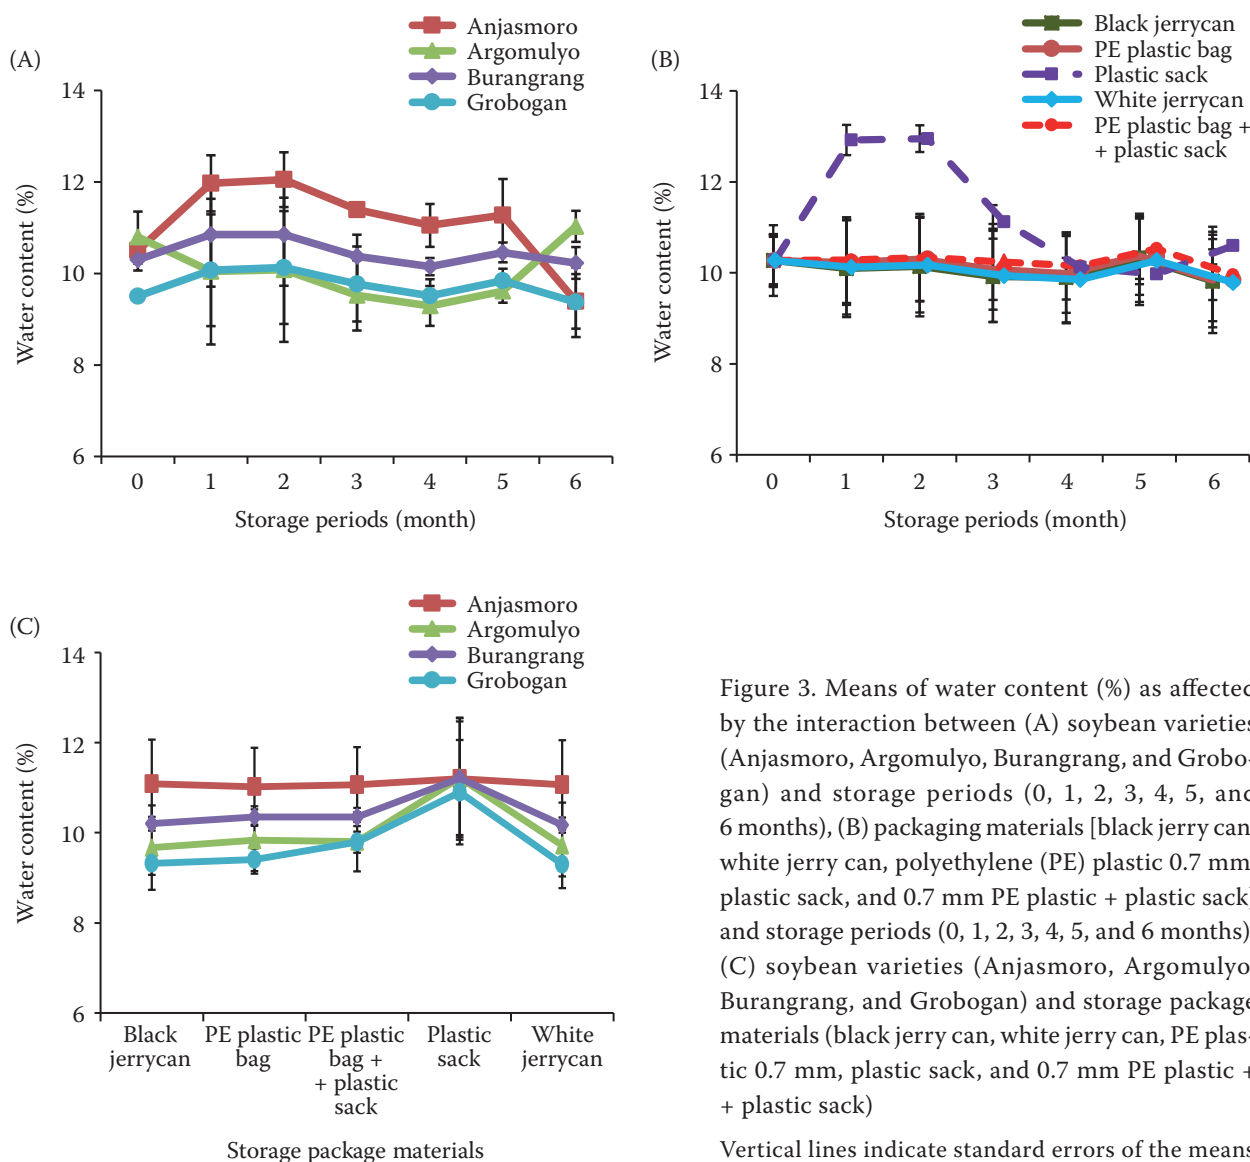 (A)
Anjasmoro
Argomulyo
Burangrang
Grobogan
Water content (%)
14
12
10
8
6
0 1 2 3 4 5 6
Storage periods (month)
(B)
Black jerrycan
PE plastic bag
Plastic sack
White jerrycan
PE plastic bag +
+ plastic sack
Water content (%)
14
12
10
8
6
0 1 2 3 4 5 6
Storage periods (month)
(C)
Anjasmoro
Argomulyo
Burangrang
Grobogan
Water content (%)
14
12
10
8
6
Black jerrycan
PE plastic bag
PE plastic bag + + plastic sack
Plastic sack
White jerrycan
Storage package materials
Figure 3. Means of water content (%) as affected
by the interaction between (A) soybean varieties
(Anjasmoro, Argomulyo, Burangrang, and Grobo-
gan) and storage periods (0, 1, 2, 3, 4, 5, and
6 months), (B) packaging materials [black jerry can
white jerry can, polyethylene (PE) plastic 0.7 mm
plastic sack, and 0.7 mm PE plastic + plastic sack]
and storage periods (0, 1, 2, 3, 4, 5, and 6 months)
(C) soybean varieties (Anjasmoro, Argomulyo
Burangrang, and Grobogan) and storage package
materials (black jerry can, white jerry can, PE plas-
tic 0.7 mm, plastic sack, and 0.7 mm PE plastic +
+ plastic sack)
Vertical lines indicate standard errors of the means